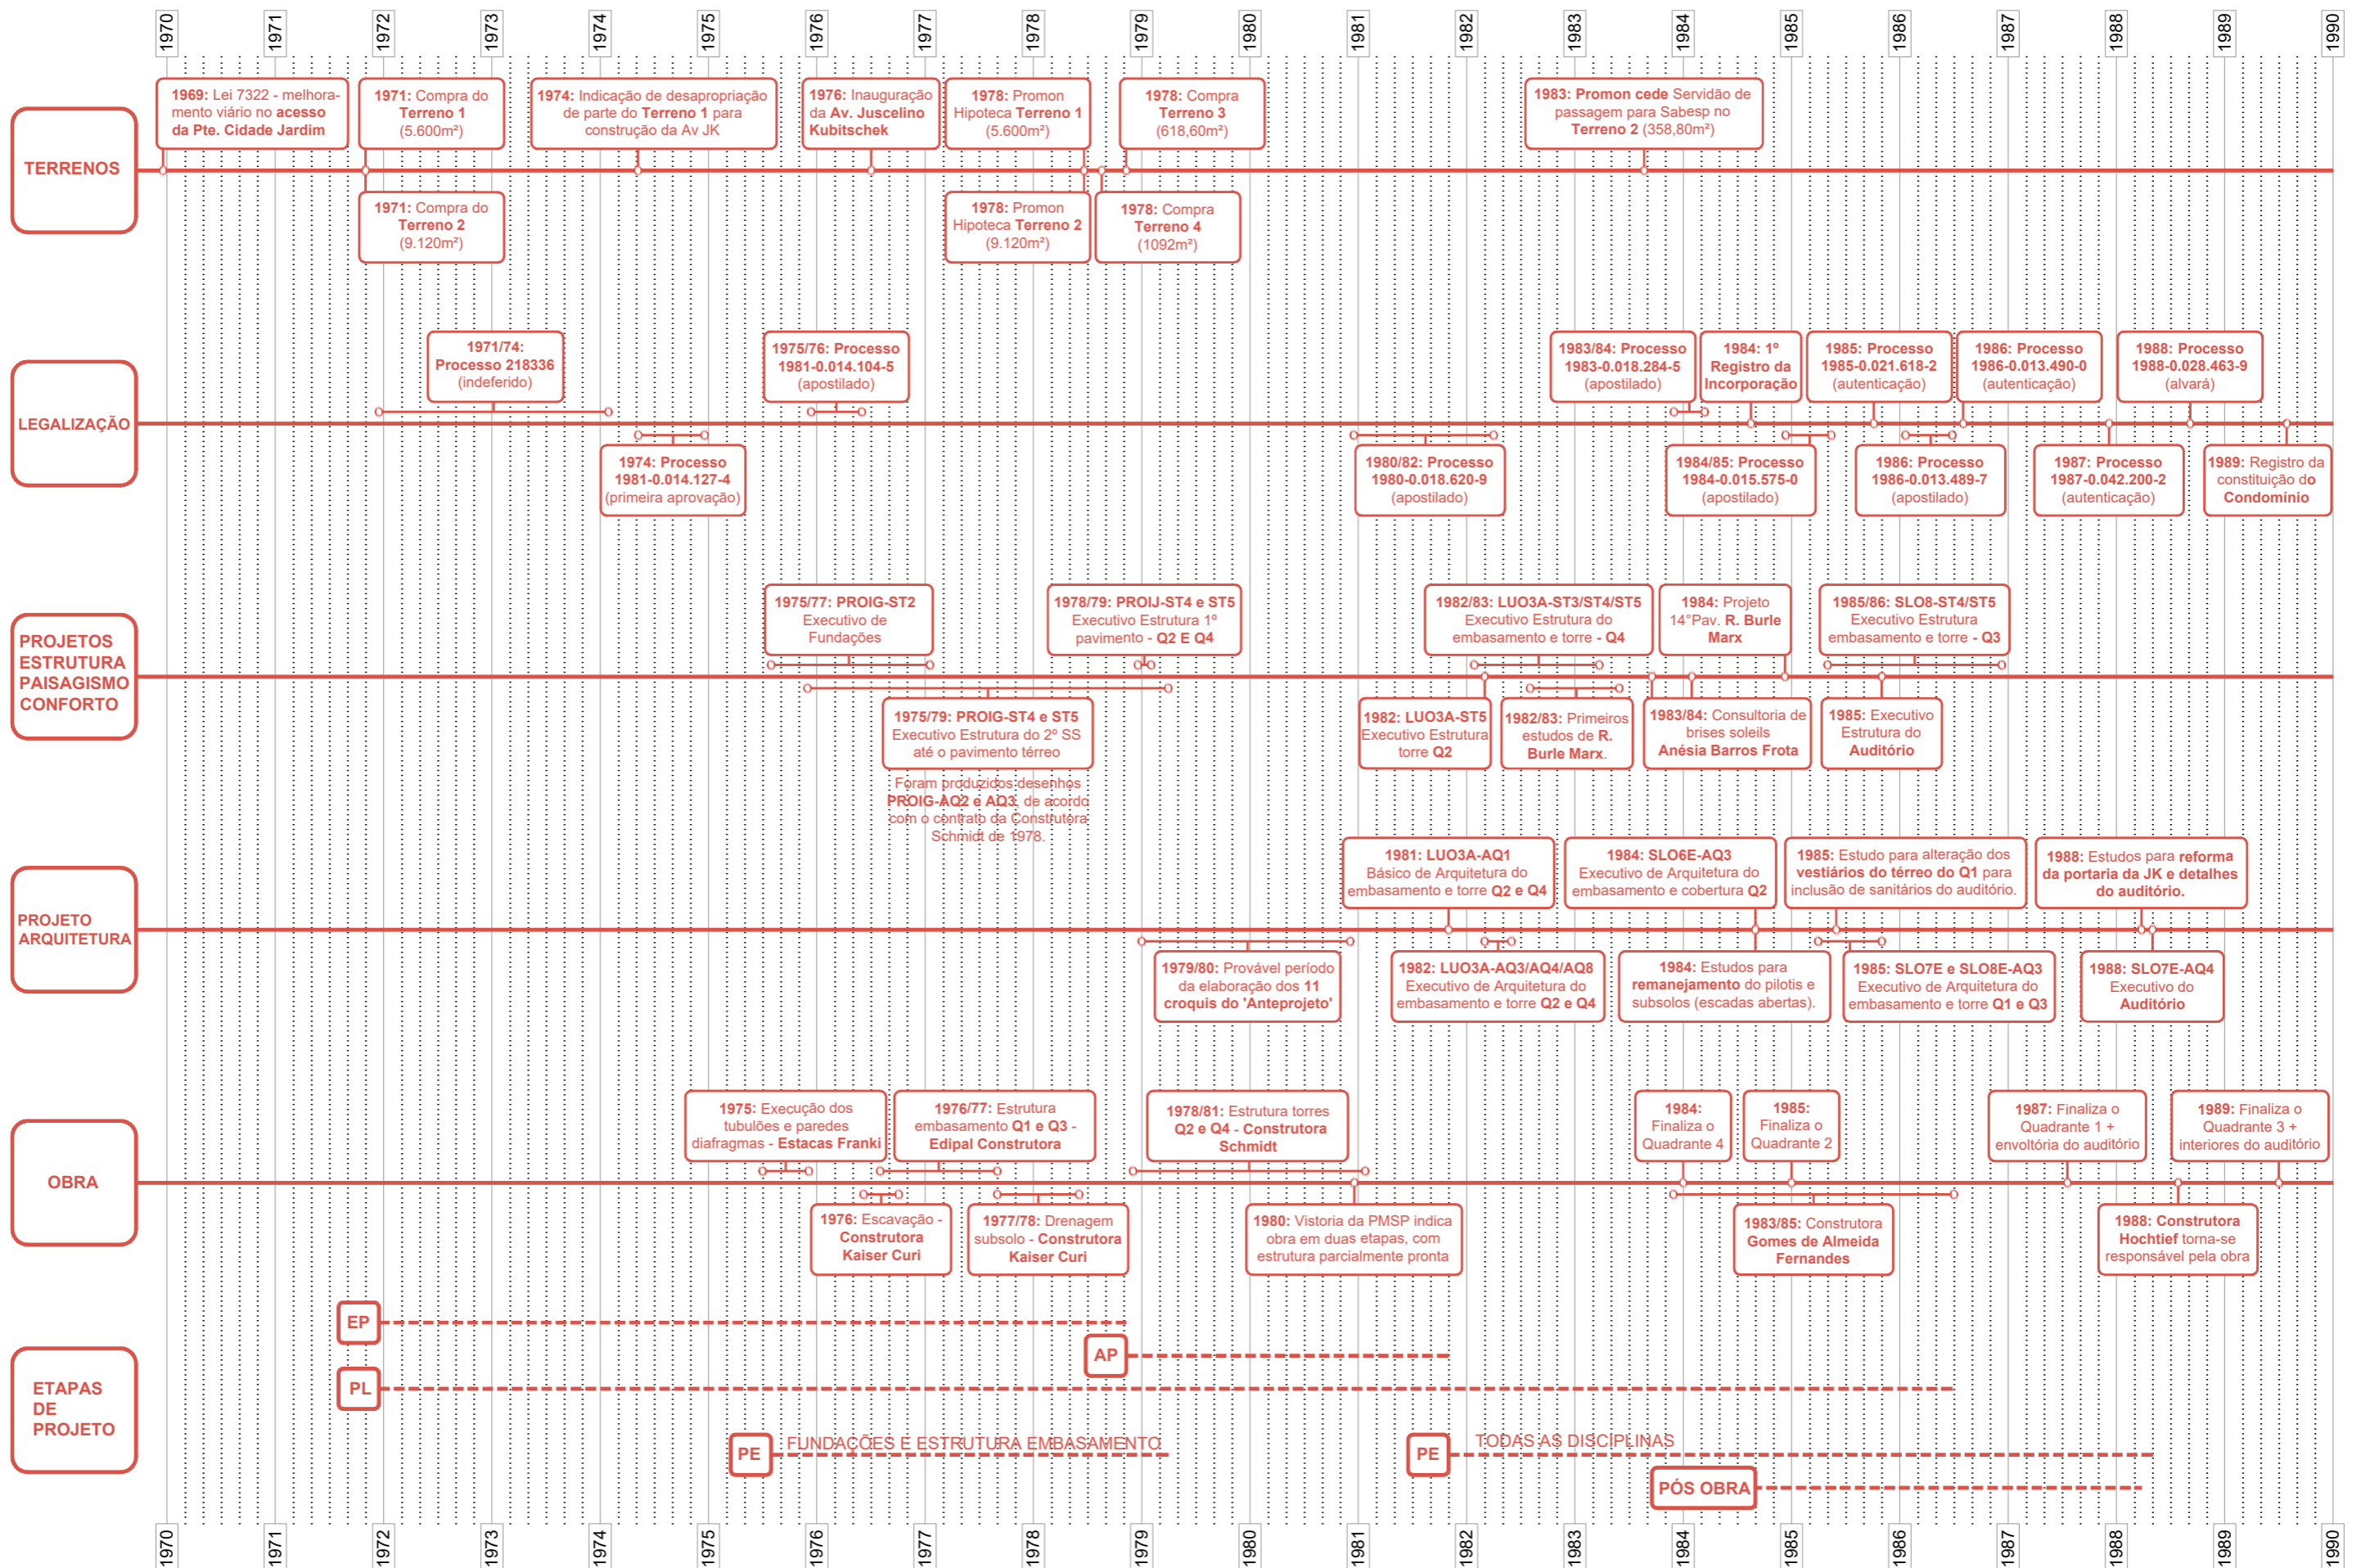 1970 1971 1972 1973 1974 1975 1976 1977 1978 1979 1980 1981 1982 1983 1984 1985 1986 1987 1988 1989 1990
TERRENOS
1969: Lei 7322 - melhora-
mento viário no acesso
da Pte. Cidade Jardim
1971: Compra do
Terreno 1
(5.600m²)
1974: Indicação de desapropriação
de parte do Terreno 1 para
construção da Av JK
1976: Inauguração
da Av. Juscelino
Kubitschek
1978: Promon
Hipoteca Terreno 1
(5.600m²)
1978: Compra
Terreno 3
(618,60m²)
1983: Promon cede Servidão de
passagem para Sabesp no
Terreno 2 (358,80m²)
1971: Compra do
Terreno 2
(9.120m²)
1978: Promon
Hipoteca Terreno 2
(9.120m²)
1978: Compra
Terreno 4
(1092m²)
LEGALIZAÇÃO
1971/74:
Processo 218336
(indeferido)
1975/76: Processo
1981-0.014.104-5
(apostilado)
1983/84: Processo
1983-0.018.284-5
(apostilado)
1984: 1º
Registro da
Incorporação
1985: Processo
1985-0.021.618-2
(autenticação)
1986: Processo
1986-0.013.490-0
(autenticação)
1988: Processo
1988-0.028.463-9
(alvará)
1974: Processo
1981-0.014.127-4
(primeira aprovação)
1980/82: Processo
1980-0.018.620-9
(apostilado)
1984/85: Processo
1984-0.015.575-0
(apostilado)
1986: Processo
1986-0.013.489-7
(apostilado)
1987: Processo
1987-0.042.200-2
(autenticação)
1989: Registro da
constituição do
Condomínio
PROJETOS
ESTRUTURA
PAISAGISMO
CONFORTO
1975/77: PROIG-ST2
Executivo de
Fundações
1978/79: PROIJ-ST4 e ST5
Executivo Estrutura 1º
pavimento - Q2 E Q4
1982/83: LUO3A-ST3/ST4/ST5
Executivo Estrutura do
embasamento e torre - Q4
1984: Projeto
14°Pav. R. Burle
Marx
1985/86: SLO8-ST4/ST5
Executivo Estrutura
embasamento e torre - Q3
1975/79: PROIG-ST4 e ST5
Executivo Estrutura do 2º SS
até o pavimento térreo
Foram produzidos desenhos
PROIG-AQ2 e AQ3, de acordo
com o contrato da Construtora
Schmidt de 1978.
1982: LUO3A-ST5
Executivo Estrutura
torre Q2
1982/83: Primeiros
estudos de R.
Burle Marx.
1983/84: Consultoria de
brises soleils
Anésia Barros Frota
1985: Executivo
Estrutura do
Auditório
PROJETO
ARQUITETURA
1981: LUO3A-AQ1
Básico de Arquitetura do
embasamento e torre Q2 e Q4
1984: SLO6E-AQ3
Executivo de Arquitetura do
embasamento e cobertura Q2
1985: Estudo para alteração dos
vestiários do térreo do Q1 para
inclusão de sanitários do auditório.
1988: Estudos para reforma
da portaria da JK e detalhes
do auditório.
1979/80: Provável período
da elaboração dos 11
croquis do 'Anteprojeto'
1982: LUO3A-AQ3/AQ4/AQ8
Executivo de Arquitetura do
embasamento e torre Q2 e Q4
1984: Estudos para
remanejamento do pilotis e
subsolos (escadas abertas).
1985: SLO7E e SLO8E-AQ3
Executivo de Arquitetura do
embasamento e torre Q1 e Q3
1988: SLO7E-AQ4
Executivo do
Auditório
OBRA
1975: Execução dos
tubulões e paredes
diafragmas - Estacas Franki
1976/77: Estrutura
embasamento Q1 e Q3 -
Edipal Construtora
1978/81: Estrutura torres
Q2 e Q4 - Construtora
Schmidt
1984:
Finaliza o
Quadrante 4
1985:
Finaliza o
Quadrante 2
1987: Finaliza o
Quadrante 1 +
envoltória do auditório
1989: Finaliza o
Quadrante 3 +
interiores do auditório
1976: Escavação -
Construtora
Kaiser Curi
1977/78: Drenagem
subsolo - Construtora
Kaiser Curi
1980: Vistoria da PMSP indica
obra em duas etapas, com
estrutura parcialmente pronta
1983/85: Construtora
Gomes de Almeida
Fernandes
1988: Construtora
Hochtief torna-se
responsável pela obra
ETAPAS
DE
PROJETO
EP
AP
PL
PE FUNDAÇÕES E ESTRUTURA EMBASAMENTO
PE TODAS AS DISCIPLINAS
PÓS OBRA
1970 1971 1972 1973 1974 1975 1976 1977 1978 1979 1980 1981 1982 1983 1984 1985 1986 1987 1988 1989 1990